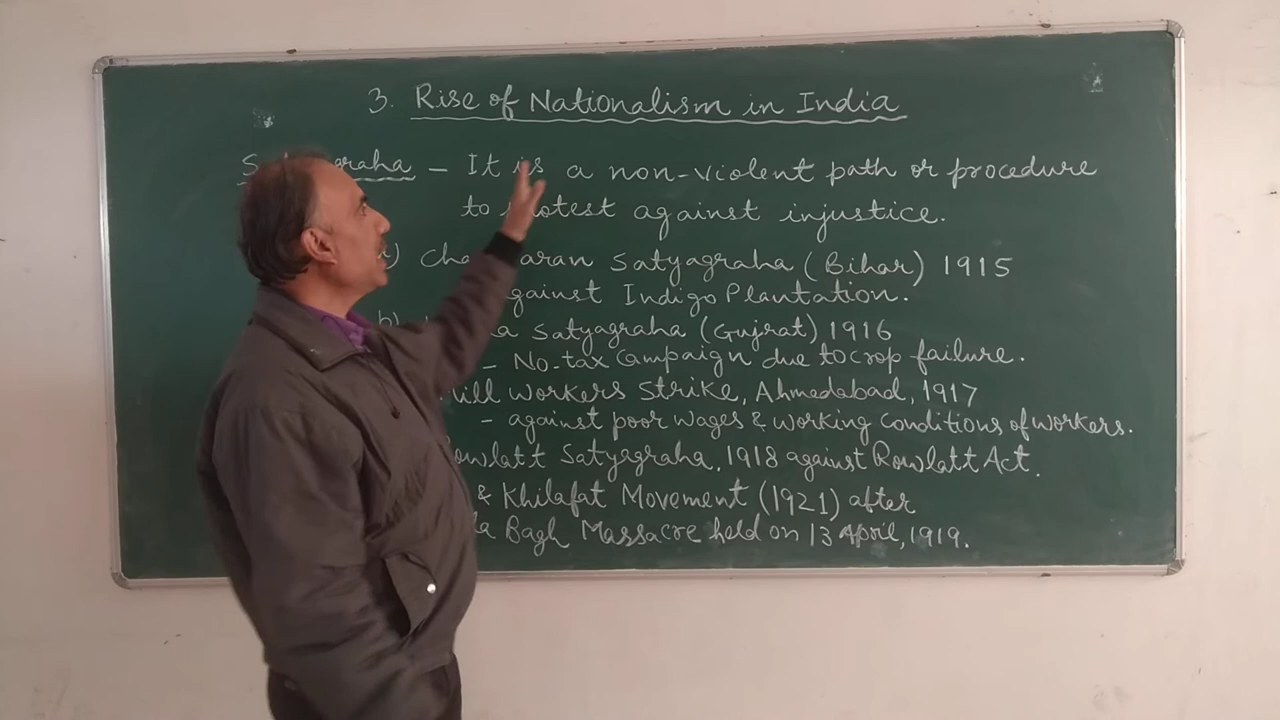 3. Rise of Nationalism in India
graha - It is a non-violent path or procedure
to protest against injustice.
a) aran Satyagraha (Bihar) 1915
gainst Indigo Plantation.
b) a Satyagraha (Gujrat) 1916
- No-tax Campaign due to crop failure.
ill workers Strike, Ahmedabad, 1917
- against poor wages & working conditions of workers.
owlatt Satyagraha, 1918 against Rowlatt Act.
& Khilafat Movement (1921) after
a Bagh Massacre held on 13 April, 1919.